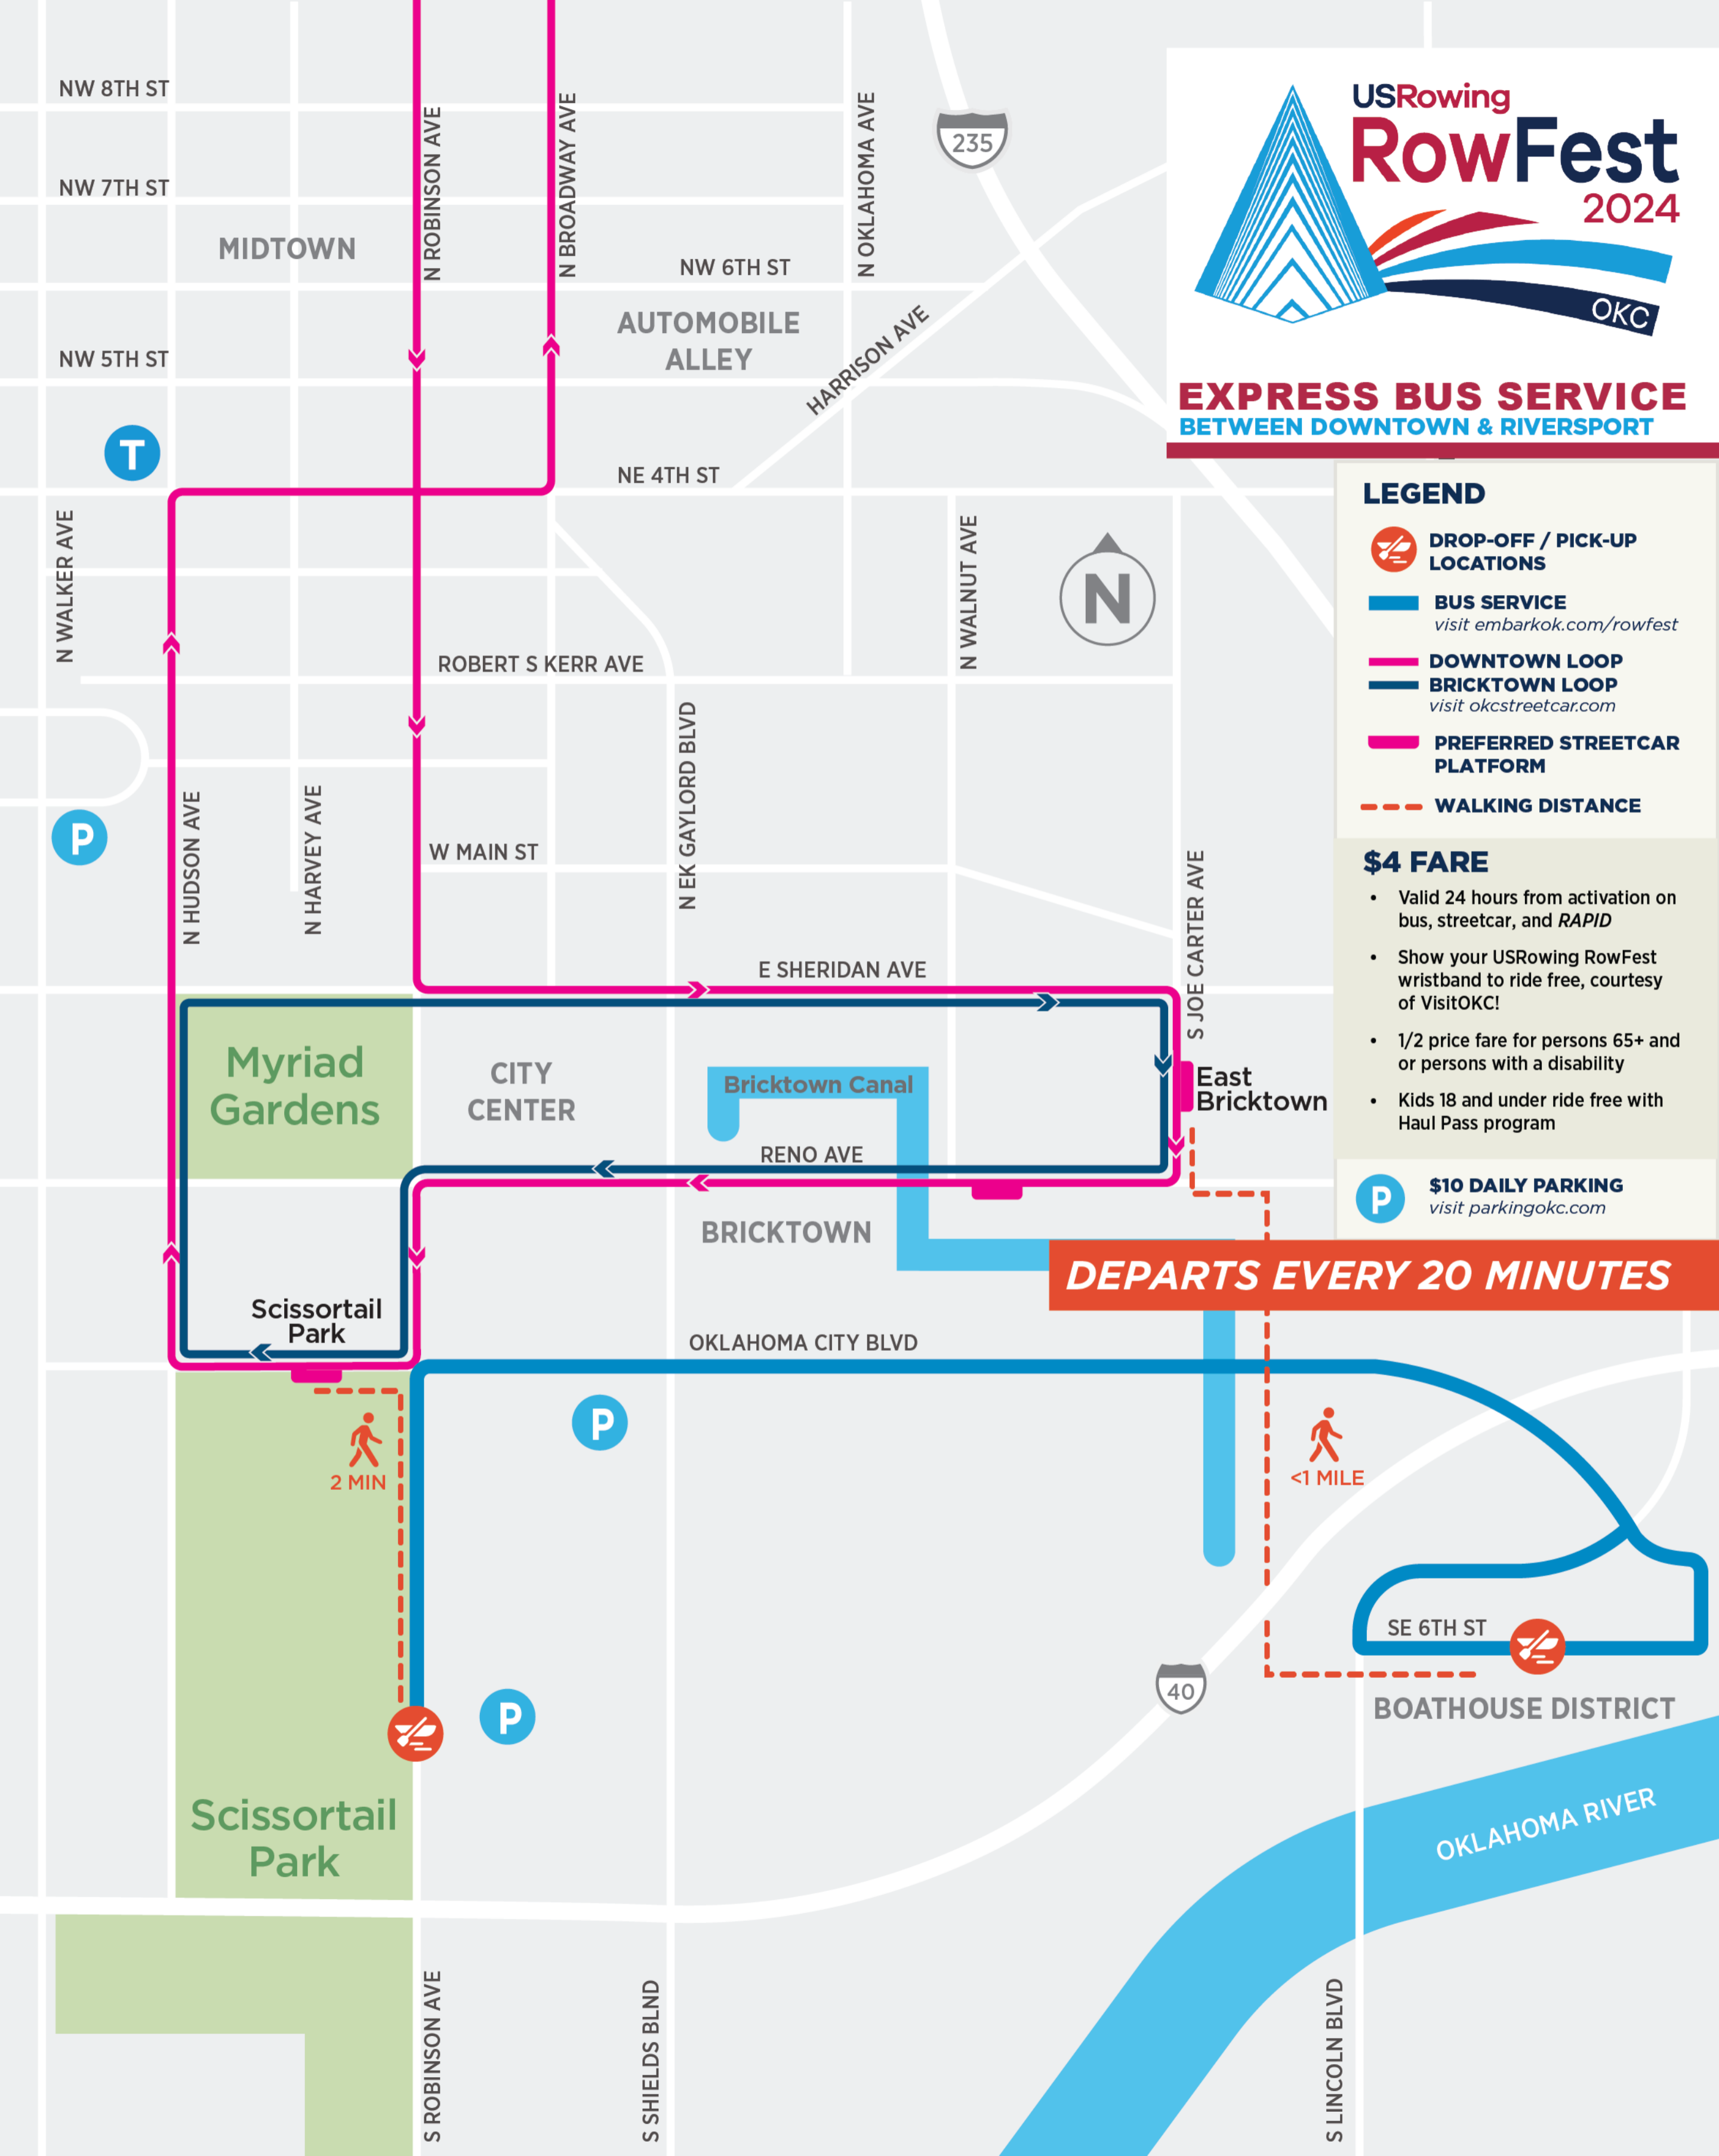 USRowing
RowFest
2024
OKC
EXPRESS BUS SERVICE
BETWEEN DOWNTOWN & RIVERSPORT
NW 8TH ST
NW 7TH ST
MIDTOWN
N ROBINSON AVE
N BROADWAY AVE
N OKLAHOMA AVE
235
NW 6TH ST
AUTOMOBILE
ALLEY
HARRISON AVE
NW 5TH ST
T
NE 4TH ST
N WALKER AVE
N WALNUT AVE
N
ROBERT S KERR AVE
N EK GAYLORD BLVD
P
N HUDSON AVE
N HARVEY AVE
W MAIN ST
S JOE CARTER AVE
E SHERIDAN AVE
LEGEND
DROP-OFF / PICK-UP
LOCATIONS
BUS SERVICE
visit embarkok.com/rowfest
DOWNTOWN LOOP
BRICKTOWN LOOP
visit okcstreetcar.com
PREFERRED STREETCAR
PLATFORM
WALKING DISTANCE
$4 FARE
• Valid 24 hours from activation on
bus, streetcar, and RAPID
• Show your USRowing RowFest
wristband to ride free, courtesy
of VisitOKC!
• 1/2 price fare for persons 65+ and
or persons with a disability
• Kids 18 and under ride free with
Haul Pass program
P
$10 DAILY PARKING
visit parkingokc.com
Myriad
Gardens
CITY
CENTER
Bricktown Canal
East
Bricktown
RENO AVE
BRICKTOWN
DEPARTS EVERY 20 MINUTES
Scissortail
Park
OKLAHOMA CITY BLVD
P
2 MIN
<1 MILE
SE 6TH ST
40
P
BOATHOUSE DISTRICT
Scissortail
Park
OKLAHOMA RIVER
S ROBINSON AVE
S SHIELDS BLND
S LINCOLN BLVD